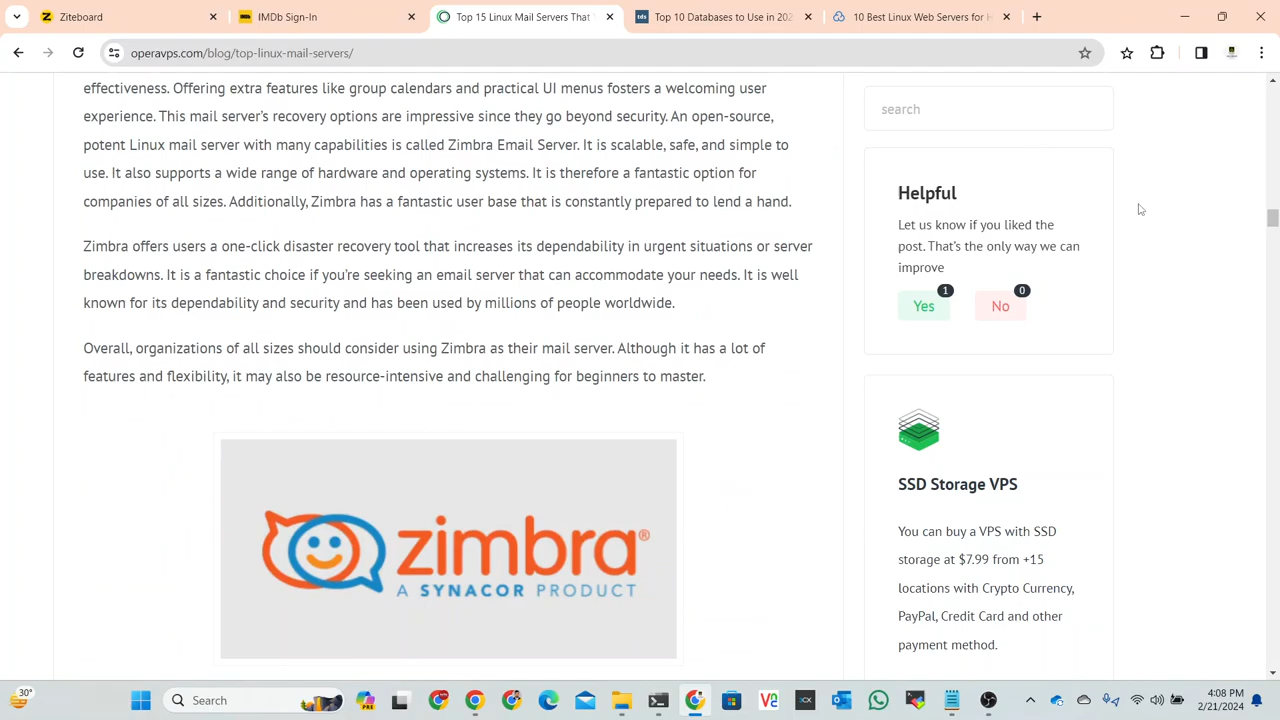 Ziteboard
IMDb Sign-In
Top 15 Linux Mail Servers That
Top 10 Databases to Use in 202
10 Best Linux Web Servers for H
operavps.com/blog/top-linux-mail-servers/
effectiveness. Offering extra features like group calendars and practical UI menus fosters a welcoming user
experience. This mail server's recovery options are impressive since they go beyond security. An open-source,
potent Linux mail server with many capabilities is called Zimbra Email Server. It is scalable, safe, and simple to
use. It also supports a wide range of hardware and operating systems. It is therefore a fantastic option for
companies of all sizes. Additionally, Zimbra has a fantastic user base that is constantly prepared to lend a hand.
Zimbra offers users a one-click disaster recovery tool that increases its dependability in urgent situations or server
breakdowns. It is a fantastic choice if you're seeking an email server that can accommodate your needs. It is well
known for its dependability and security and has been used by millions of people worldwide.
Overall, organizations of all sizes should consider using Zimbra as their mail server. Although it has a lot of
features and flexibility, it may also be resource-intensive and challenging for beginners to master.
zimbra®
A SYNACOR PRODUCT
search
Helpful
Let us know if you liked the
post. That's the only way we can
improve
Yes 1
No 0
SSD Storage VPS
You can buy a VPS with SSD
storage at $7.99 from +15
locations with Crypto Currency,
PayPal, Credit Card and other
payment method.
30°
Search
4:08 PM
2/21/2024